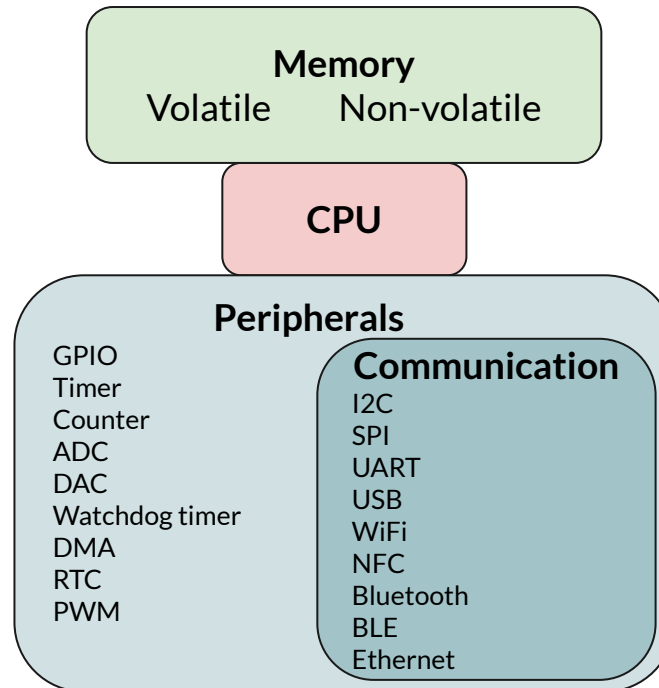 Memory
Volatile Non-volatile
CPU
Peripherals
GPIO
Timer
Counter
ADC
DAC
Watchdog timer
DMA
RTC
PWM
Communication
I2C
SPI
UART
USB
WiFi
NFC
Bluetooth
BLE
Ethernet